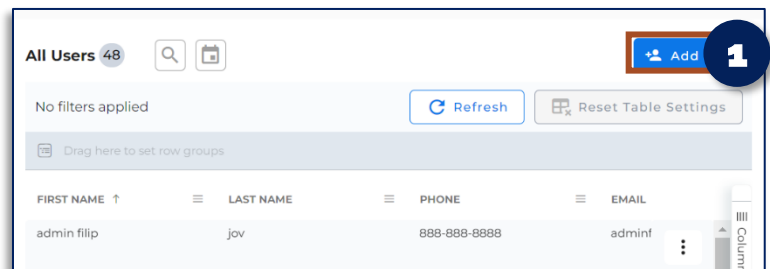 All Users 48
Add
1
No filters applied
Refresh
Reset Table Settings
Drag here to set row groups
FIRST NAME ↑ LAST NAME PHONE EMAIL
admin filip jov 888-888-8888 adminf
Column